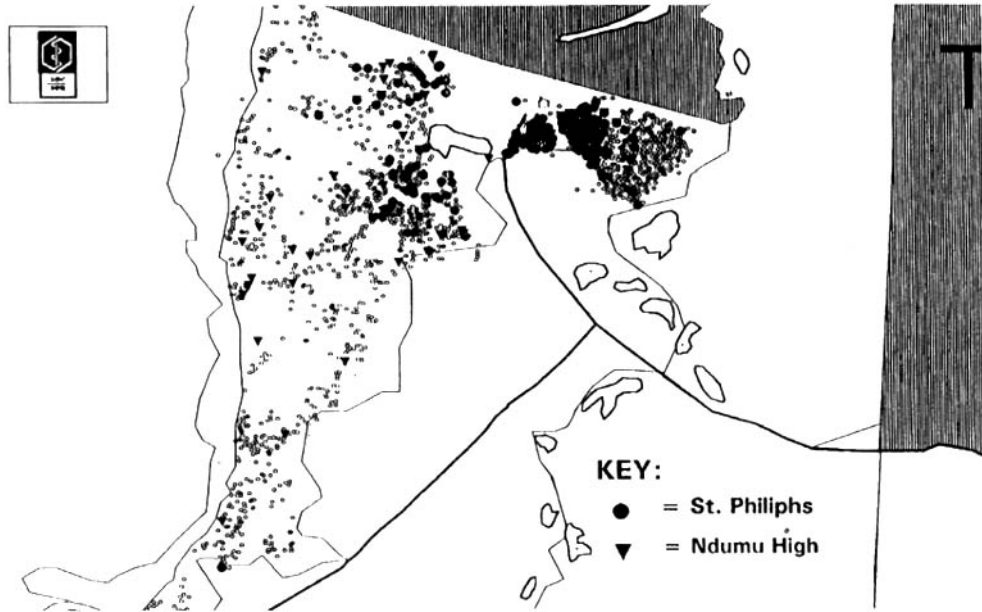 T
KEY:
= St. Philiphs
= Ndumu High